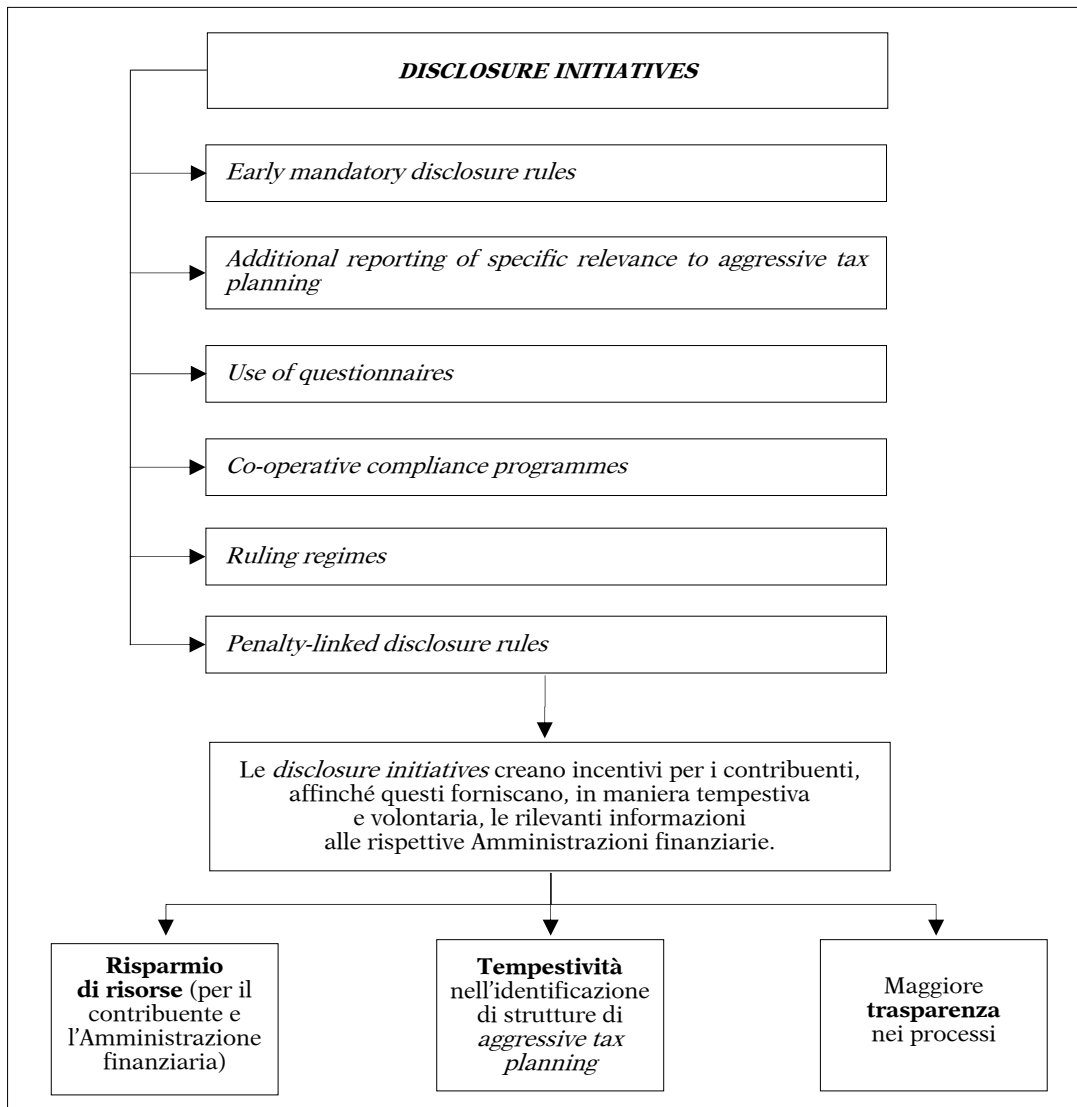 DISCLOSURE INITIATIVES
Early mandatory disclosure rules
Additional reporting of specific relevance to aggressive tax
planning
Use of questionnaires
Co-operative compliance programmes
Ruling regimes
Penalty-linked disclosure rules
Le disclosure initiatives creano incentivi per i contribuenti,
affinché questi forniscano, in maniera tempestiva
e volontaria, le rilevanti informazioni
alle rispettive Amministrazioni finanziarie.
Risparmio
di risorse (per il
contribuente e
l'Amministrazione
finanziaria)
Tempestività
nell'identificazione
di strutture di
aggressive tax
planning
Maggiore
trasparenza
nei processi